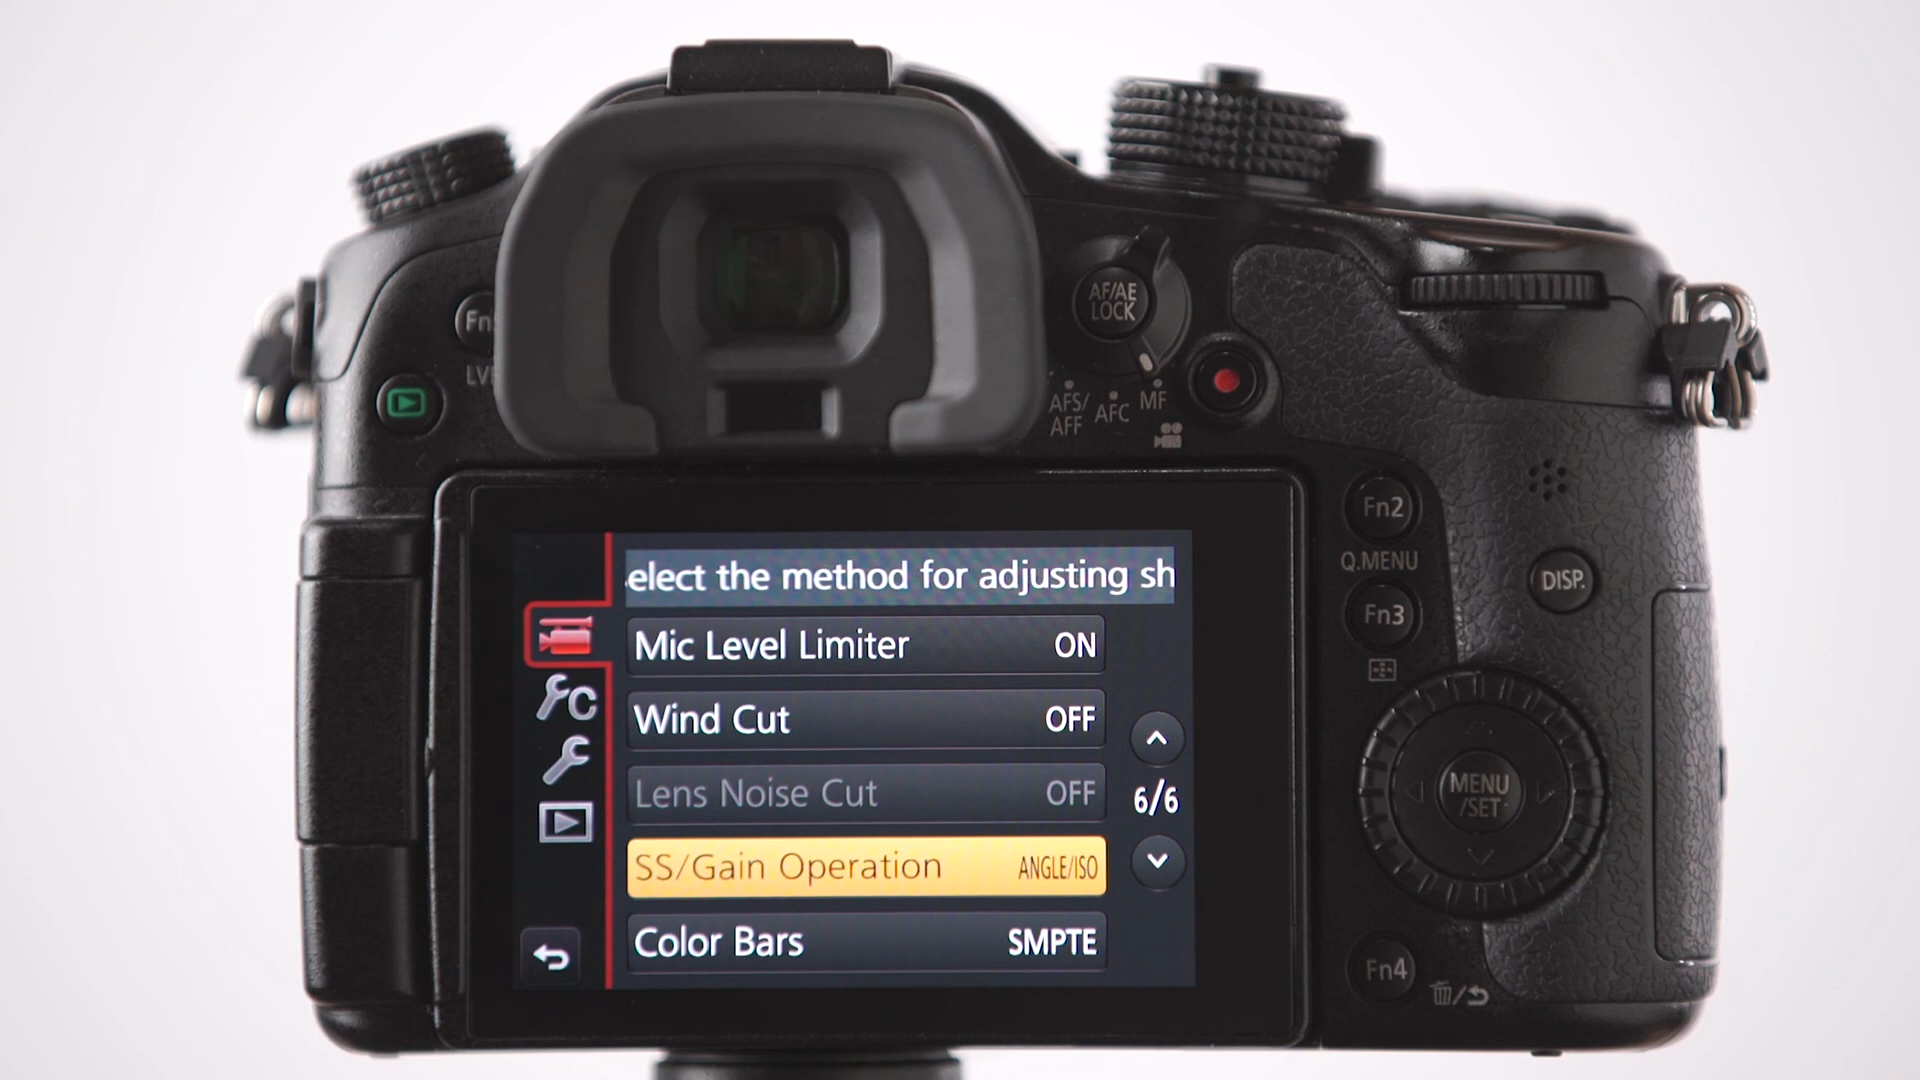 Fn
LVF
AF/AE
LOCK
AFS/
AFF
AFC
MF
elect the method for adjusting sh
Mic Level Limiter ON
Wind Cut OFF
Lens Noise Cut OFF
SS/Gain Operation ANGLE/ISO
Color Bars SMPTE
C
6/6
Fn2
Q.MENU
Fn3
DISP.
MENU
/SET
Fn4